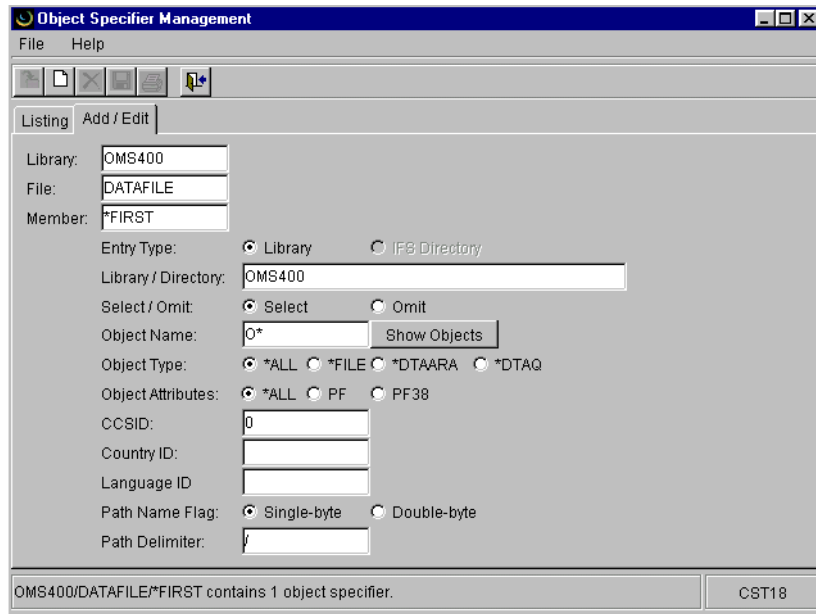 Object Specifier Management
File Help
Listing Add / Edit
Library: OMS400
File: DATAFILE
Member: *FIRST
Entry Type: Library IFS Directory
Library / Directory: OMS400
Select / Omit: Select Omit
Object Name: O* Show Objects
Object Type: *ALL *FILE *DTAARA *DTAQ
Object Attributes: *ALL PF PF38
CCSID: 0
Country ID:
Language ID
Path Name Flag: Single-byte Double-byte
Path Delimiter: /
OMS400/DATAFILE/*FIRST contains 1 object specifier. CST18